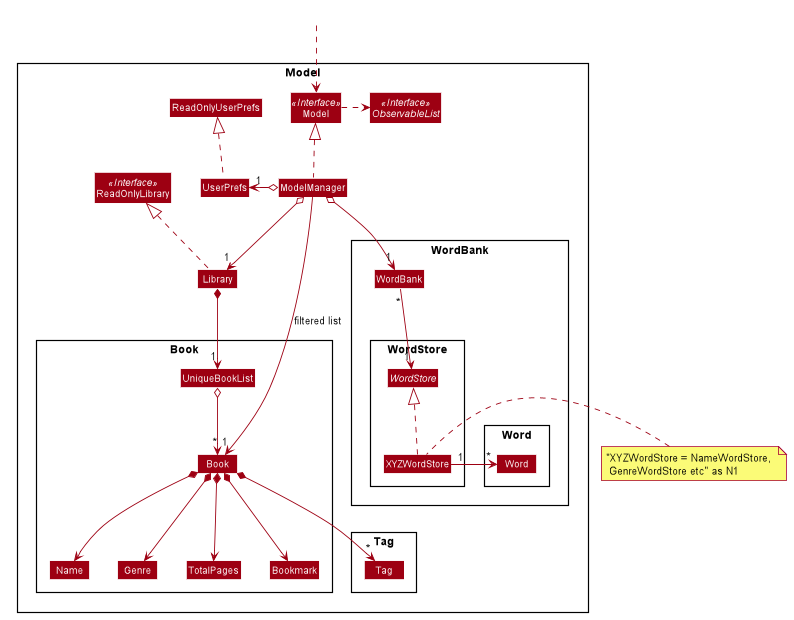 Model
«Interface»
Model
«Interface»
ObservableList
ReadOnlyUserPrefs
«Interface»
ReadOnlyLibrary
UserPrefs
1
ModelManager
1
1
Library
WordBank
WordBank
*
filtered list
Book
1
UniqueBookList
WordStore
WordStore
*
1
Book
XYZWordStore
1
*
Word
Word
"XYZWordStore = NameWordStore,
GenreWordStore etc" as N1
Name
Genre
TotalPages
Bookmark
*
Tag
Tag